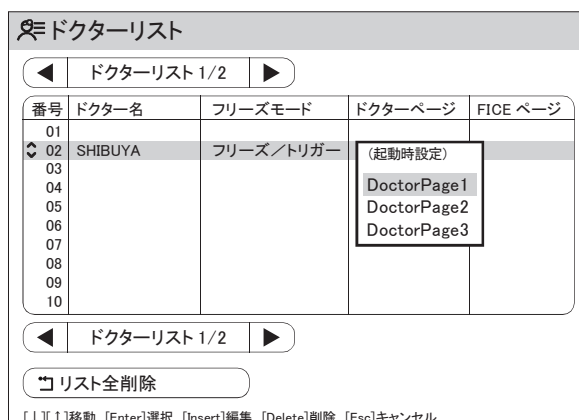 ドクターリスト
ドクターリスト 1/2
番号 ドクター名 フリーズモード ドクターページ FICE ページ
01
02 SHIBUYA フリーズ/トリガー (起動時設定)
03
04 DoctorPage1
05 DoctorPage2
06 DoctorPage3
07
08
09
10
ドクターリスト 1/2
リスト全削除
[↓][↑]移動 [Enter]選択 [Insert]編集 [Delete]削除 [Esc]キャンセル